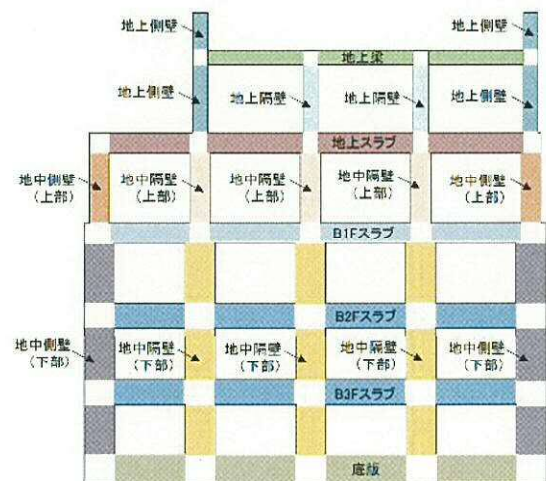 地上側壁
地上側壁
地上梁
地上側壁
地上隔壁
地上隔壁
地上側壁
地上スラブ
地中側壁
(上部)
地中隔壁
(上部)
地中隔壁
(上部)
地中隔壁
(上部)
地中側壁
(上部)
B1Fスラブ
B2Fスラブ
地中側壁
(下部)
地中隔壁
(下部)
地中隔壁
(下部)
地中隔壁
(下部)
地中側壁
(下部)
B3Fスラブ
底版